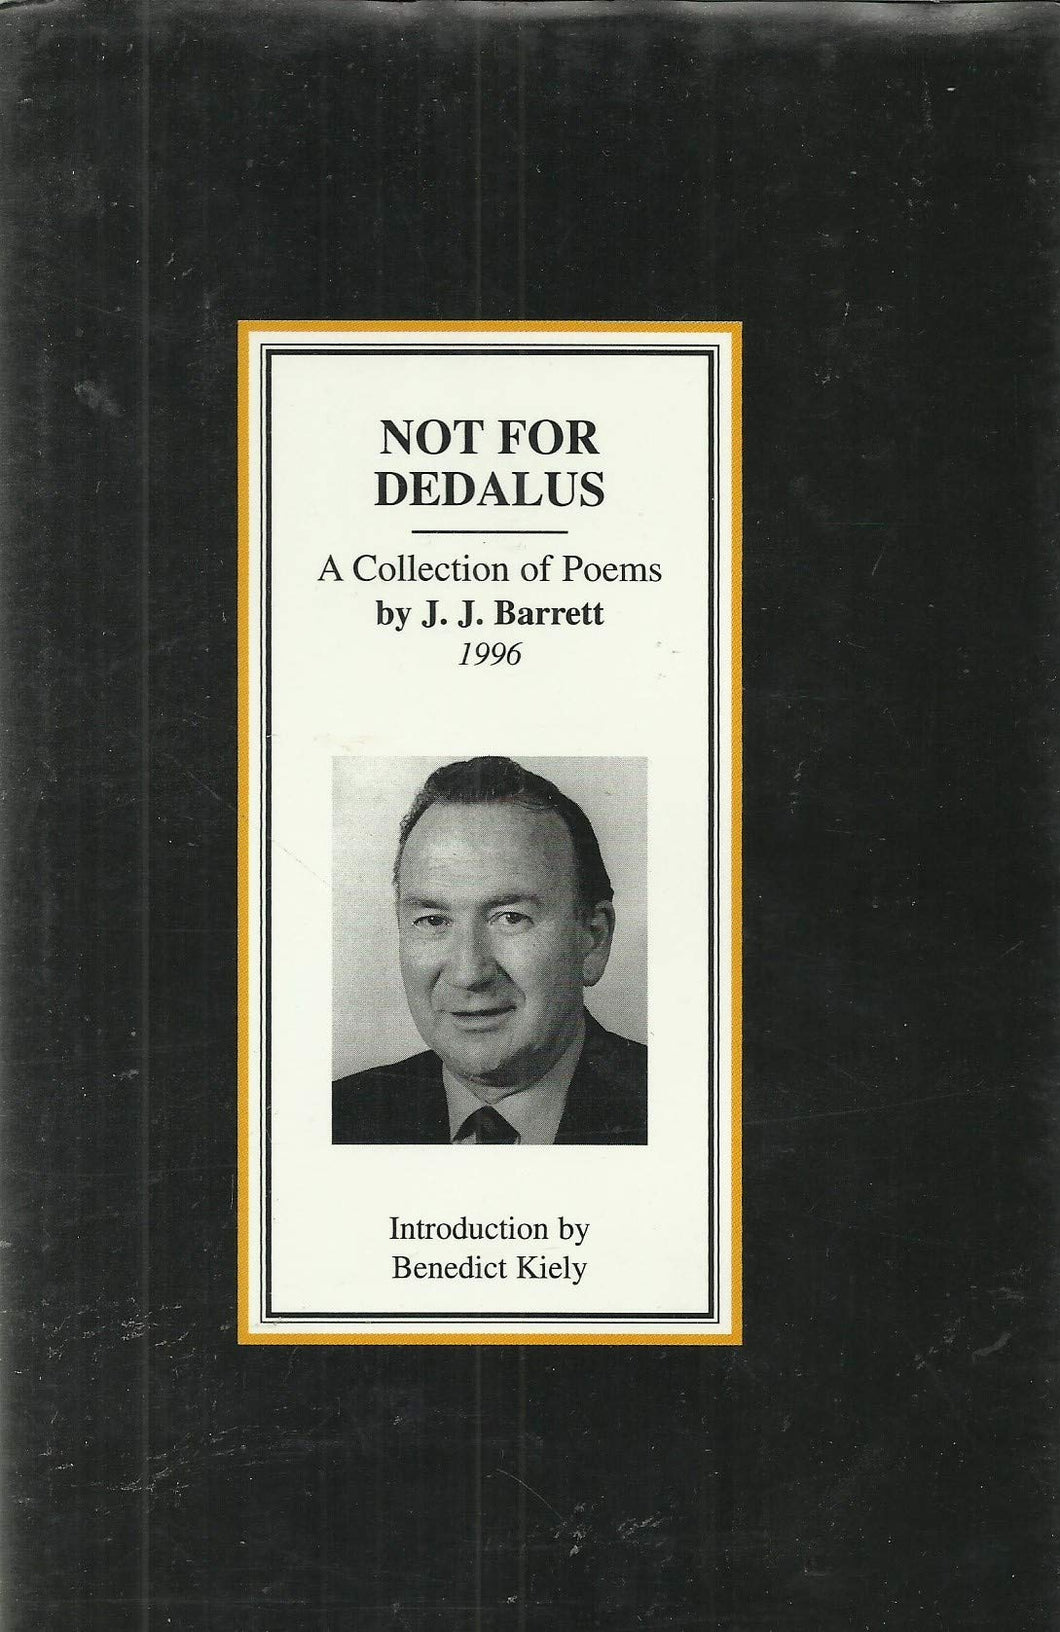 NOT FOR
DEDALUS
A Collection of Poems
by J. J. Barrett
1996
Introduction by
Benedict Kiely